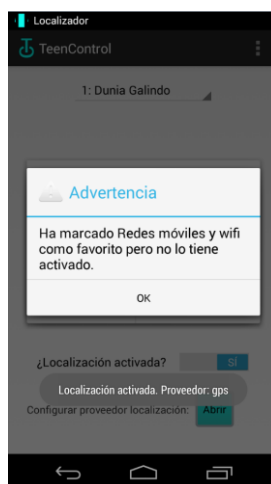 Localizador
TeenControl
1: Dunia Galindo
Advertencia
Ha marcado Redes móviles y wifi
como favorito pero no lo tiene
activado.
OK
¿Localización activada? SÍ
Localización activada. Proveedor: gps
Configurar proveedor localización: Abrir